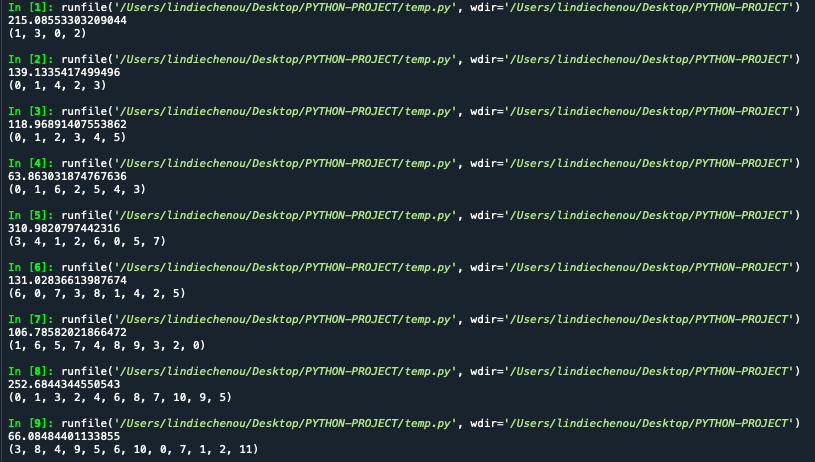 In [1]: runfile('/Users/lindiechenou/Desktop/PYTHON-PROJECT/temp.py', wdir='/Users/lindiechenou/Desktop/PYTHON-PROJECT')
215.08553303209044
(1, 3, 0, 2)
In [2]: runfile('/Users/lindiechenou/Desktop/PYTHON-PROJECT/temp.py', wdir='/Users/lindiechenou/Desktop/PYTHON-PROJECT')
139.1335417499496
(0, 1, 4, 2, 3)
In [3]: runfile('/Users/lindiechenou/Desktop/PYTHON-PROJECT/temp.py', wdir='/Users/lindiechenou/Desktop/PYTHON-PROJECT')
118.96891407553862
(0, 1, 2, 3, 4, 5)
In [4]: runfile('/Users/lindiechenou/Desktop/PYTHON-PROJECT/temp.py', wdir='/Users/lindiechenou/Desktop/PYTHON-PROJECT')
63.863031874767636
(0, 1, 6, 2, 5, 4, 3)
In [5]: runfile('/Users/lindiechenou/Desktop/PYTHON-PROJECT/temp.py', wdir='/Users/lindiechenou/Desktop/PYTHON-PROJECT')
310.9820797442316
(3, 4, 1, 2, 6, 0, 5, 7)
In [6]: runfile('/Users/lindiechenou/Desktop/PYTHON-PROJECT/temp.py', wdir='/Users/lindiechenou/Desktop/PYTHON-PROJECT')
131.02836613987674
(6, 0, 7, 3, 8, 1, 4, 2, 5)
In [7]: runfile('/Users/lindiechenou/Desktop/PYTHON-PROJECT/temp.py', wdir='/Users/lindiechenou/Desktop/PYTHON-PROJECT')
106.78582021866472
(1, 6, 5, 7, 4, 8, 9, 3, 2, 0)
In [8]: runfile('/Users/lindiechenou/Desktop/PYTHON-PROJECT/temp.py', wdir='/Users/lindiechenou/Desktop/PYTHON-PROJECT')
252.6844344550543
(0, 1, 3, 2, 4, 6, 8, 7, 10, 9, 5)
In [9]: runfile('/Users/lindiechenou/Desktop/PYTHON-PROJECT/temp.py', wdir='/Users/lindiechenou/Desktop/PYTHON-PROJECT')
66.08484401133855
(3, 8, 4, 9, 5, 6, 10, 0, 7, 1, 2, 11)